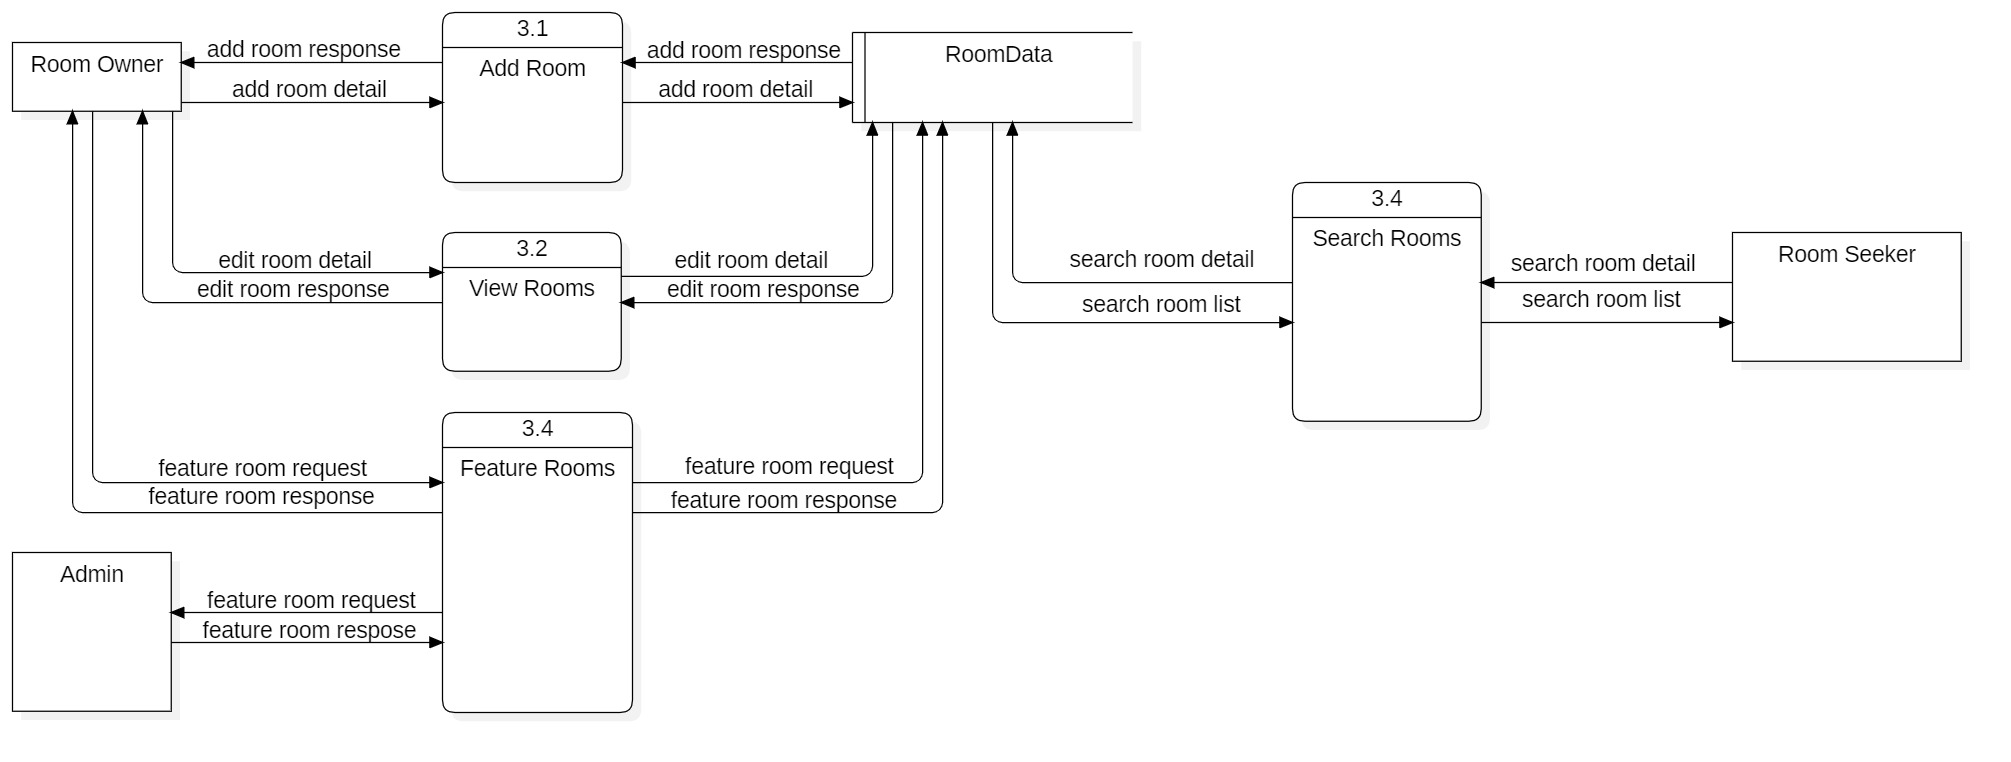 3.1
add room response
add room response
RoomData
Room Owner
Add Room
add room detail
add room detail
3.4
3.2
Search Rooms
edit room detail
edit room detail
search room detail
search room detail
Room Seeker
edit room response
View Rooms
edit room response
search room list
search room list
3.4
feature room request
Feature Rooms
feature room request
feature room response
feature room response
Admin
feature room request
feature room respose